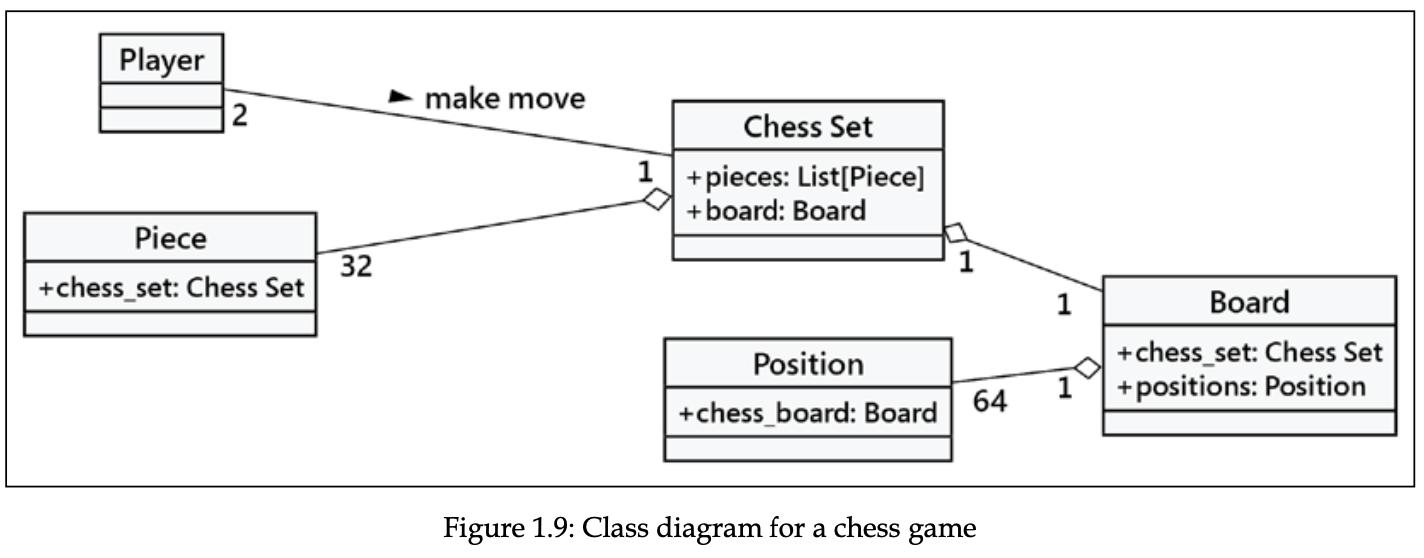 Player
2
make move
Chess Set
+pieces: List[Piece]
+board: Board
1
Piece
+chess_set: Chess Set
32
1
1
Board
+chess_set: Chess Set
+positions: Position
Position
+chess_board: Board
64
1
Figure 1.9: Class diagram for a chess game